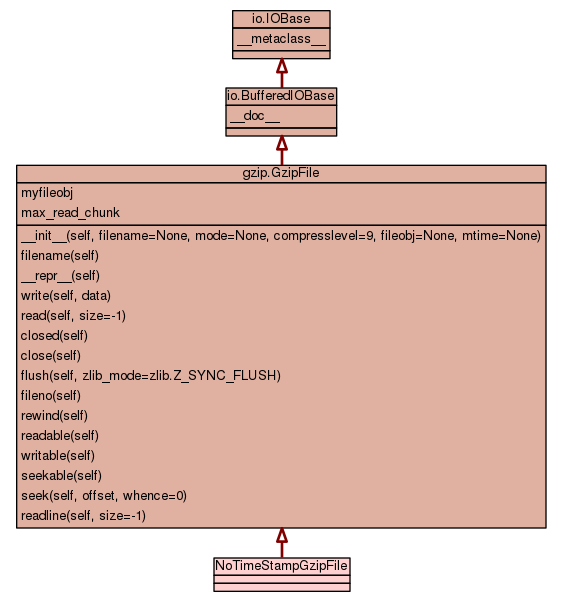 io.IOBase
__metaclass__
io.BufferedIOBase
__doc__
gzip.GzipFile
myfileobj
max_read_chunk
__init__(self, filename=None, mode=None, compresslevel=9, fileobj=None, mtime=None)
filename(self)
__repr__(self)
write(self, data)
read(self, size=-1)
closed(self)
close(self)
flush(self, zlib_mode=zlib.Z_SYNC_FLUSH)
fileno(self)
rewind(self)
readable(self)
writable(self)
seekable(self)
seek(self, offset, whence=0)
readline(self, size=-1)
NoTimeStampGzipFile